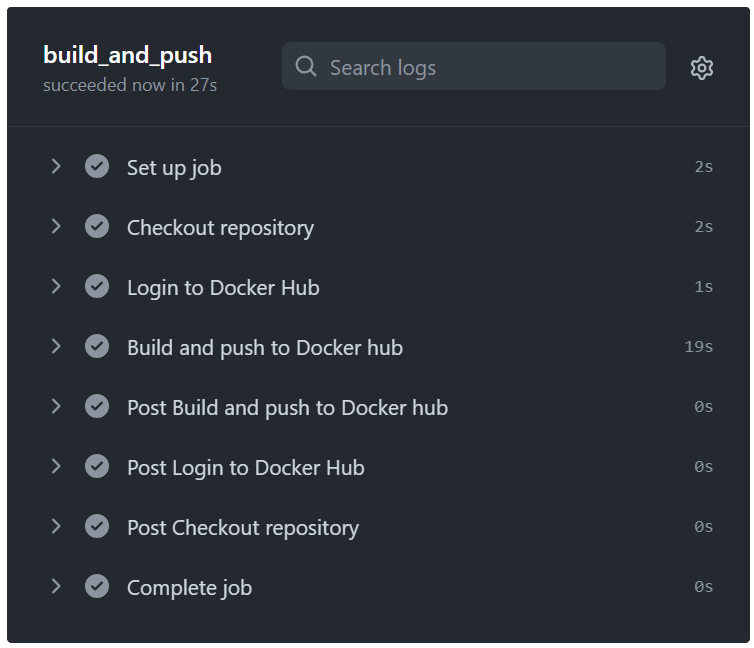 build_and_push
succeeded now in 27s
Search logs
Set up job 2s
Checkout repository 2s
Login to Docker Hub 1s
Build and push to Docker hub 19s
Post Build and push to Docker hub 0s
Post Login to Docker Hub 0s
Post Checkout repository 0s
Complete job 0s